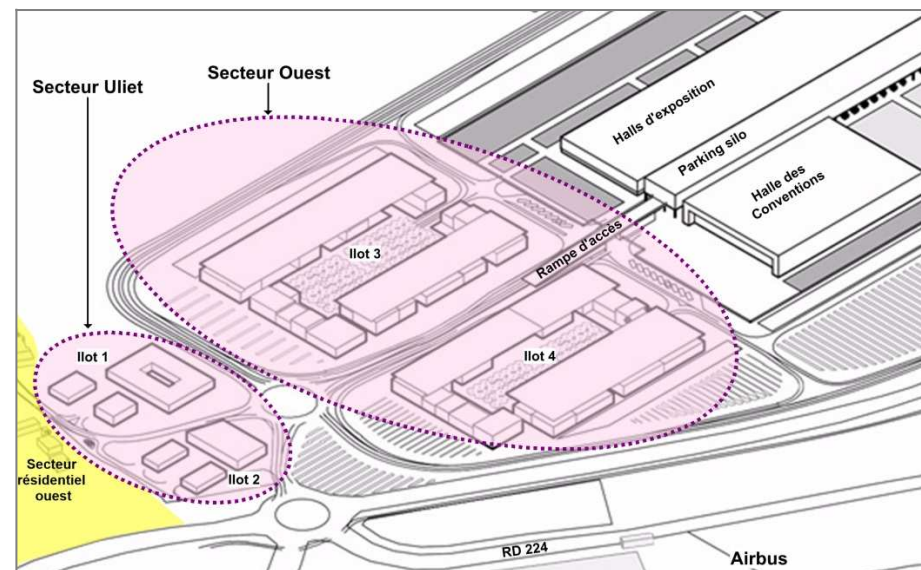 Secteur Ouest
Secteur Uliet
Halls d'exposition
Parking silo
Halle des
Conventions
Rampe d'accès
Ilot 3
Ilot 4
Ilot 1
Ilot 2
Secteur
résidentiel
ouest
RD 224
Airbus